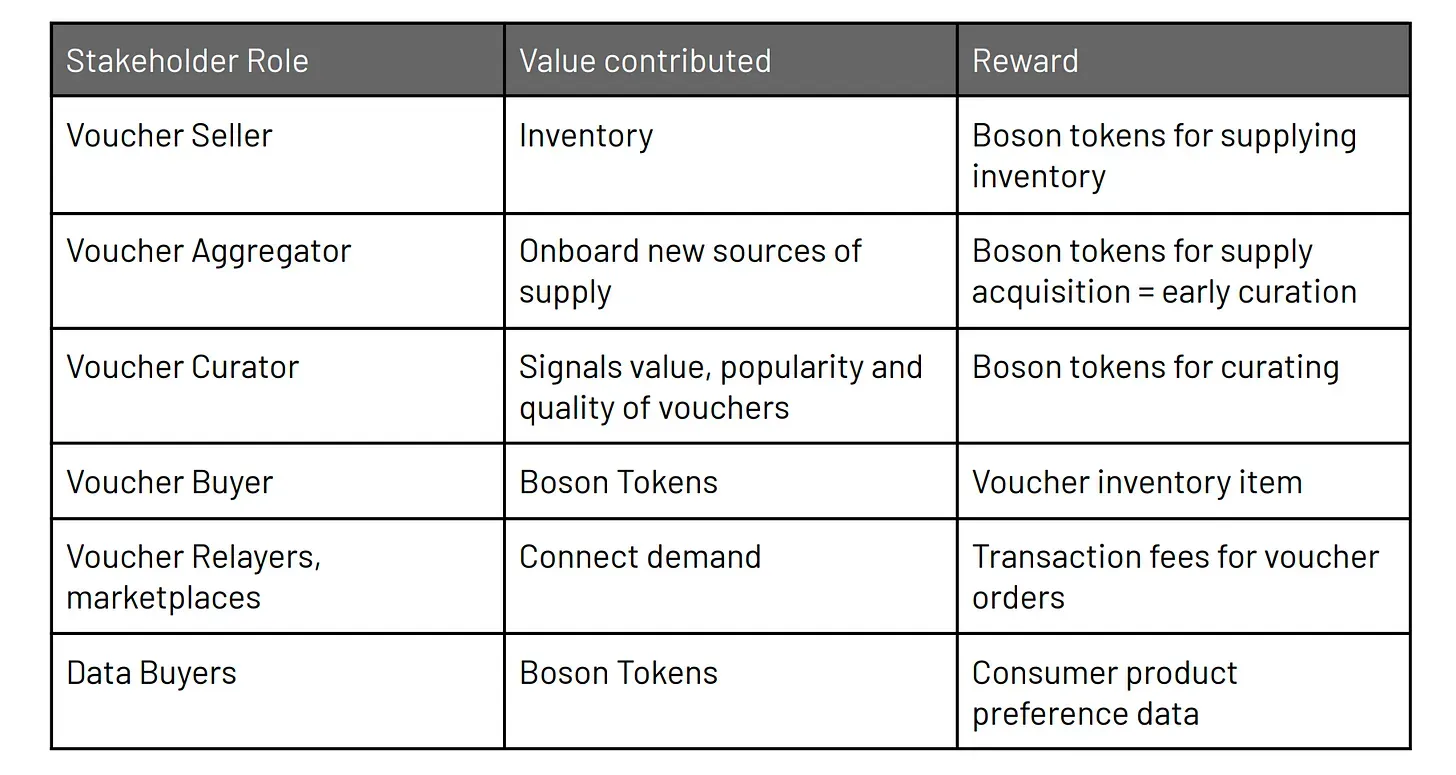 Stakeholder Role
Value contributed
Reward
Voucher Seller
Inventory
Boson tokens for supplying
inventory
Voucher Aggregator
Onboard new sources of
supply
Boson tokens for supply
acquisition = early curation
Voucher Curator
Signals value, popularity and
quality of vouchers
Boson tokens for curating
Voucher Buyer
Boson Tokens
Voucher inventory item
Voucher Relayers,
marketplaces
Connect demand
Transaction fees for voucher
orders
Data Buyers
Boson Tokens
Consumer product
preference data